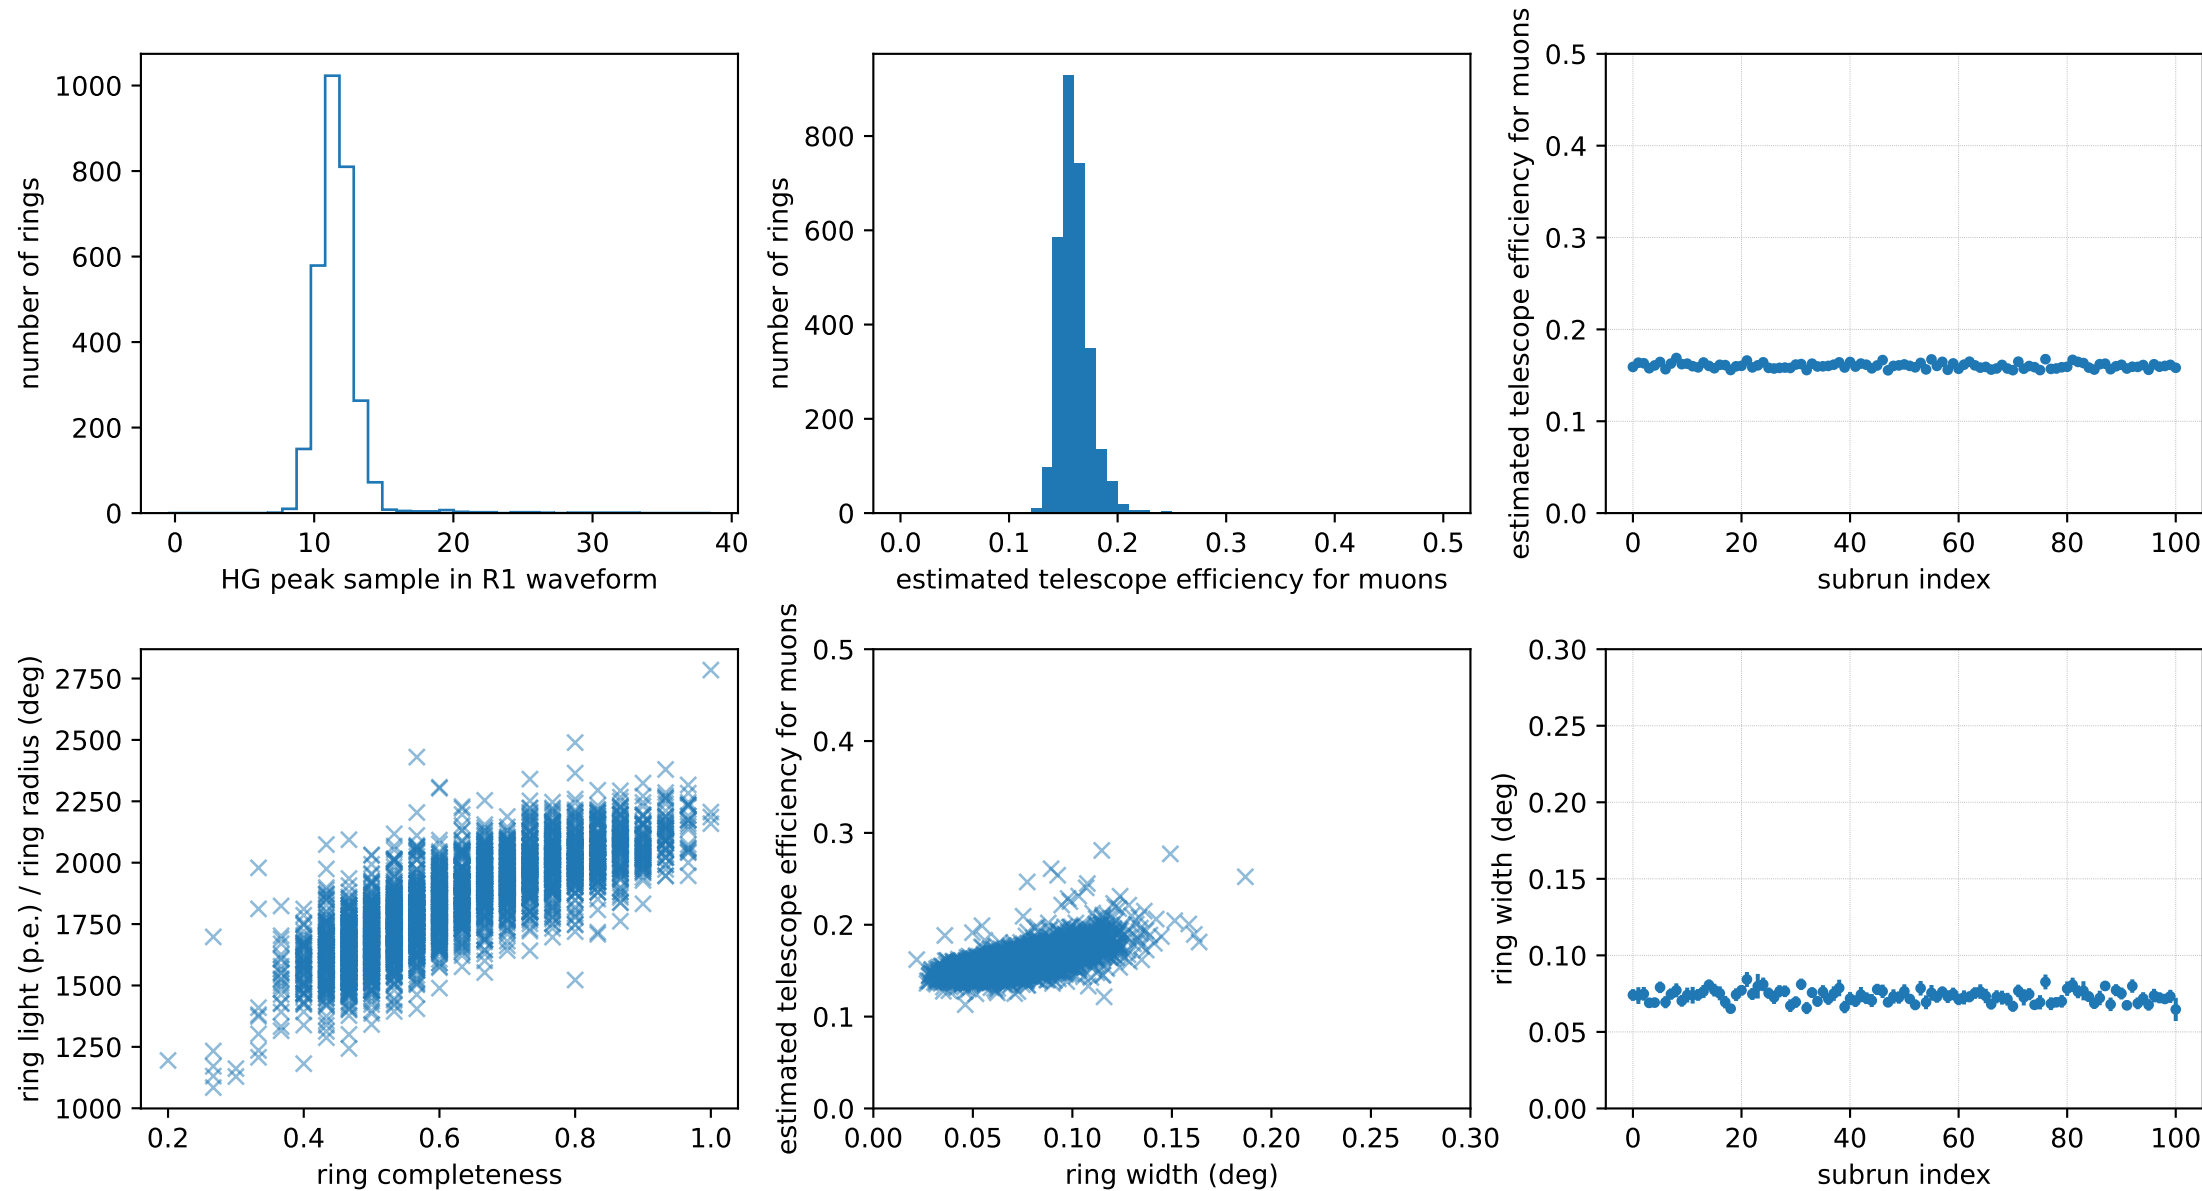 number of rings
1000
800
600
400
200
0
0 10 20 30 40
HG peak sample in R1 waveform
number of rings
800
600
400
200
0
0.0 0.1 0.2 0.3 0.4 0.5
estimated telescope efficiency for muons
estimated telescope efficiency for muons
0.5
0.4
0.3
0.2
0.1
0.0
0 20 40 60 80 100
subrun index
ring light (p.e.) / ring radius (deg)
2750
2500
2250
2000
1750
1500
1250
1000
0.2 0.4 0.6 0.8 1.0
ring completeness
estimated telescope efficiency for muons
0.5
0.4
0.3
0.2
0.1
0.0
0.00 0.05 0.10 0.15 0.20 0.25 0.30
ring width (deg)
ring width (deg)
0.30
0.25
0.20
0.15
0.10
0.05
0.00
0 20 40 60 80 100
subrun index